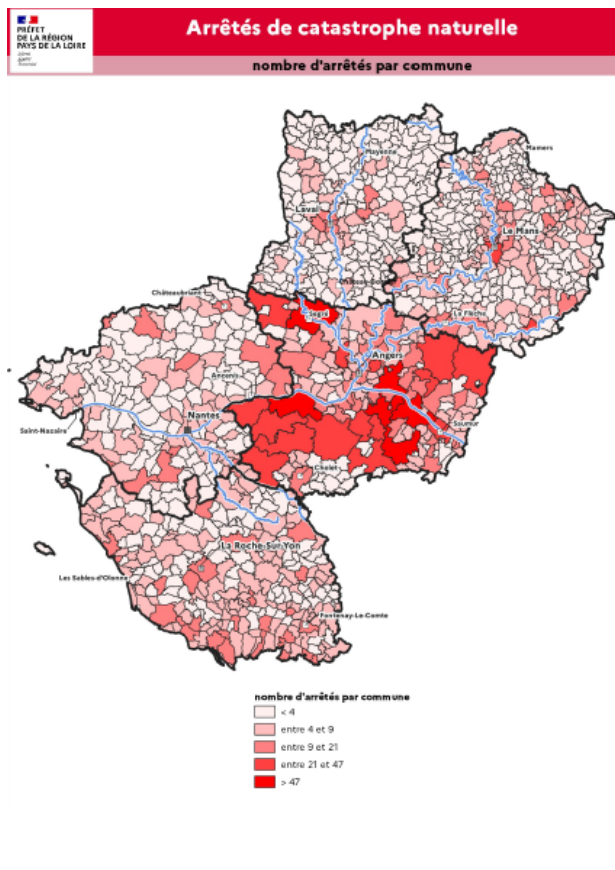 PRÉFET
DE LA RÉGION
PAYS DE LA LOIRE
Arrêtés de catastrophe naturelle
nombre d'arrêtés par commune
Mamers
Mayenne
Laval
Le Mans
Châteaubriant
Segré
La Flèche
Angers
Ancenis
Saint-Nazaire
Nantes
Saumur
Cholet
La Roche-Sur-Yon
Les Sables-d'Olonne
Fontenay-Le-Comte
nombre d'arrêtés par commune
< 4
entre 4 et 9
entre 9 et 21
entre 21 et 47
> 47